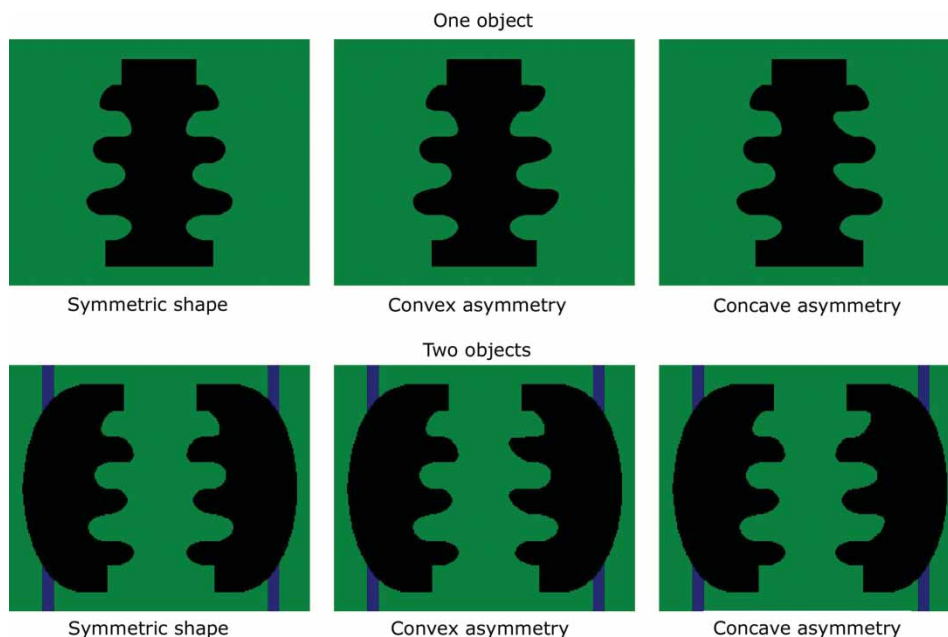 One object
Symmetric shape
Convex asymmetry
Concave asymmetry
Two objects
Symmetric shape
Convex asymmetry
Concave asymmetry